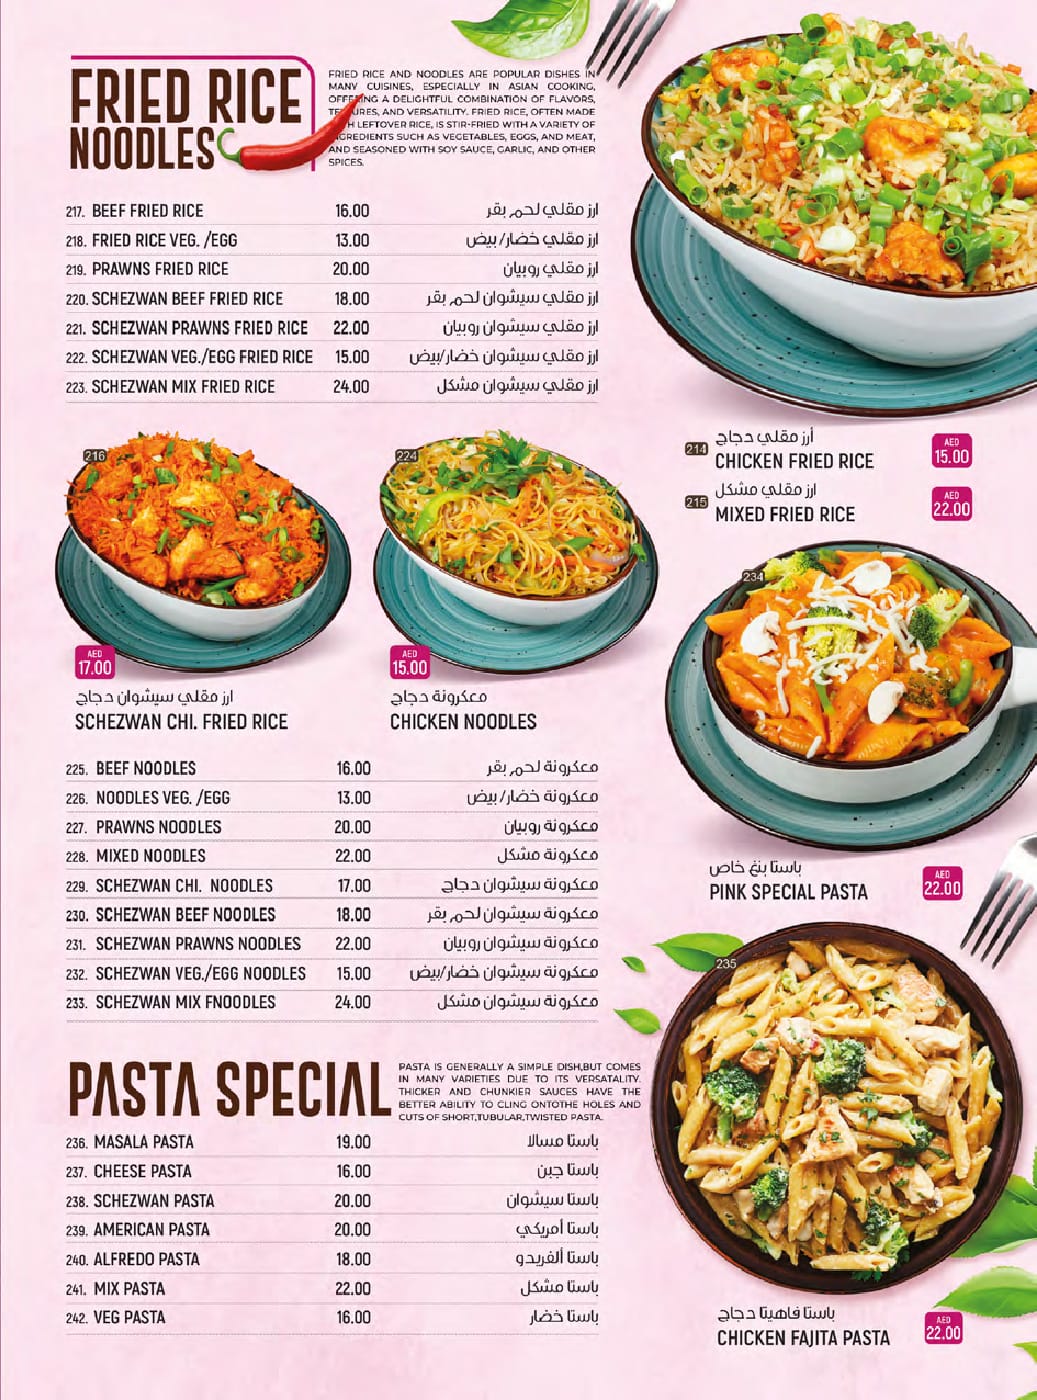 FRIED RICE
NOODLES
FRIED RICE AND NOODLES ARE POPULAR DISHES IN
MANY CUISINES, ESPECIALLY IN ASIAN COOKING,
OFFERING A DELIGHTFUL COMBINATION OF FLAVORS,
TEXTURES, AND VERSATILITY. FRIED RICE, OFTEN MADE
LEFTOVER RICE, IS STIR-FRIED WITH A VARIETY OF
INGREDIENTS SUCH AS VEGETABLES, EGGS, AND MEAT,
AND SEASONED WITH SOY SAUCE, GARLIC, AND OTHER
SPICES.
217. BEEF FRIED RICE 16.00 ارز مقلي لحم بقر
218. FRIED RICE VEG. /EGG 13.00 ارز مقلي خضار/بيض
219. PRAWNS FRIED RICE 20.00 ارز مقلي روبيان
220. SCHEZWAN BEEF FRIED RICE 18.00 ارز مقلي سيشوان لحم بقر
221. SCHEZWAN PRAWNS FRIED RICE 22.00 ارز مقلي سيشوان روبيان
222. SCHEZWAN VEG./EGG FRIED RICE 15.00 ارز مقلي سيشوان خضار/بيض
223. SCHEZWAN MIX FRIED RICE 24.00 ارز مقلي سيشوان مشكل
214 أرز مقلي دجاج
CHICKEN FRIED RICE
AED
15.00
215 ارز مقلي مشكل
MIXED FRIED RICE
AED
22.00
216
AED
17.00
ارز مقلي سيشوان دجاج
SCHEZWAN CHI. FRIED RICE
224
AED
15.00
معكرونة دجاج
CHICKEN NOODLES
234
باستا بنغ خاص
PINK SPECIAL PASTA
AED
22.00
225. BEEF NOODLES 16.00 معكرونة لحم بقر
226. NOODLES VEG. /EGG 13.00 معكرونة خضار/بيض
227. PRAWNS NOODLES 20.00 معكرونة روبيان
228. MIXED NOODLES 22.00 معكرونة مشكل
229. SCHEZWAN CHI. NOODLES 17.00 معكرونة سيشوان دجاج
230. SCHEZWAN BEEF NOODLES 18.00 معكرونة سيشوان لحم بقر
231. SCHEZWAN PRAWNS NOODLES 22.00 معكرونة سيشوان روبيان
232. SCHEZWAN VEG./EGG NOODLES 15.00 معكرونة سيشوان خضار/بيض
233. SCHEZWAN MIX FNOODLES 24.00 معكرونة سيشوان مشكل
PASTA SPECIAL
PASTA IS GENERALLY A SIMPLE DISH,BUT COMES
IN MANY VARIETIES DUE TO ITS VERSATALITY.
THICKER AND CHUNKIER SAUCES HAVE THE
BETTER ABILITY TO CLING ONTOTHE HOLES AND
CUTS OF SHORT,TUBULAR,TWISTED PASTA.
236. MASALA PASTA 19.00 باستا مسالا
237. CHEESE PASTA 16.00 باستا جبن
238. SCHEZWAN PASTA 20.00 باستا سيشوان
239. AMERICAN PASTA 20.00 باستا أمريكي
240. ALFREDO PASTA 18.00 باستا ألفريدو
241. MIX PASTA 22.00 باستا مشكل
242. VEG PASTA 16.00 باستا خضار
235
باستا فاهيتا دجاج
CHICKEN FAJITA PASTA
AED
22.00